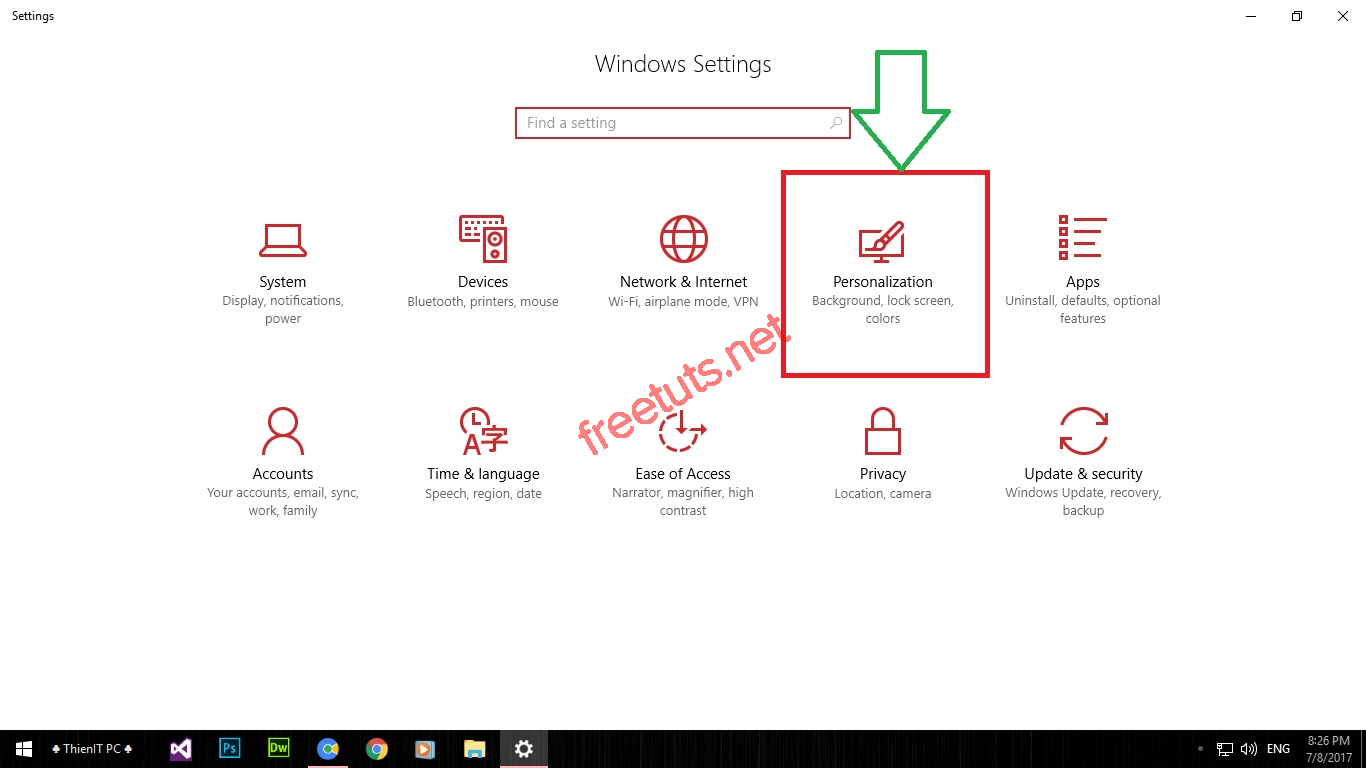 Settings
Windows Settings
Find a setting
System
Display, notifications,
power
Devices
Bluetooth, printers, mouse
Network & Internet
Wi-Fi, airplane mode, VPN
Personalization
Background, lock screen,
colors
Apps
Uninstall, defaults, optional
features
freetuts.net
Accounts
Your accounts, email, sync,
work, family
A字
Time & language
Speech, region, date
Ease of Access
Narrator, magnifier, high
contrast
Privacy
Location, camera
Update & security
Windows Update, recovery,
backup
♣ ThienIT PC ♣
Ps
Dw
ENG
8:26 PM
7/8/2017